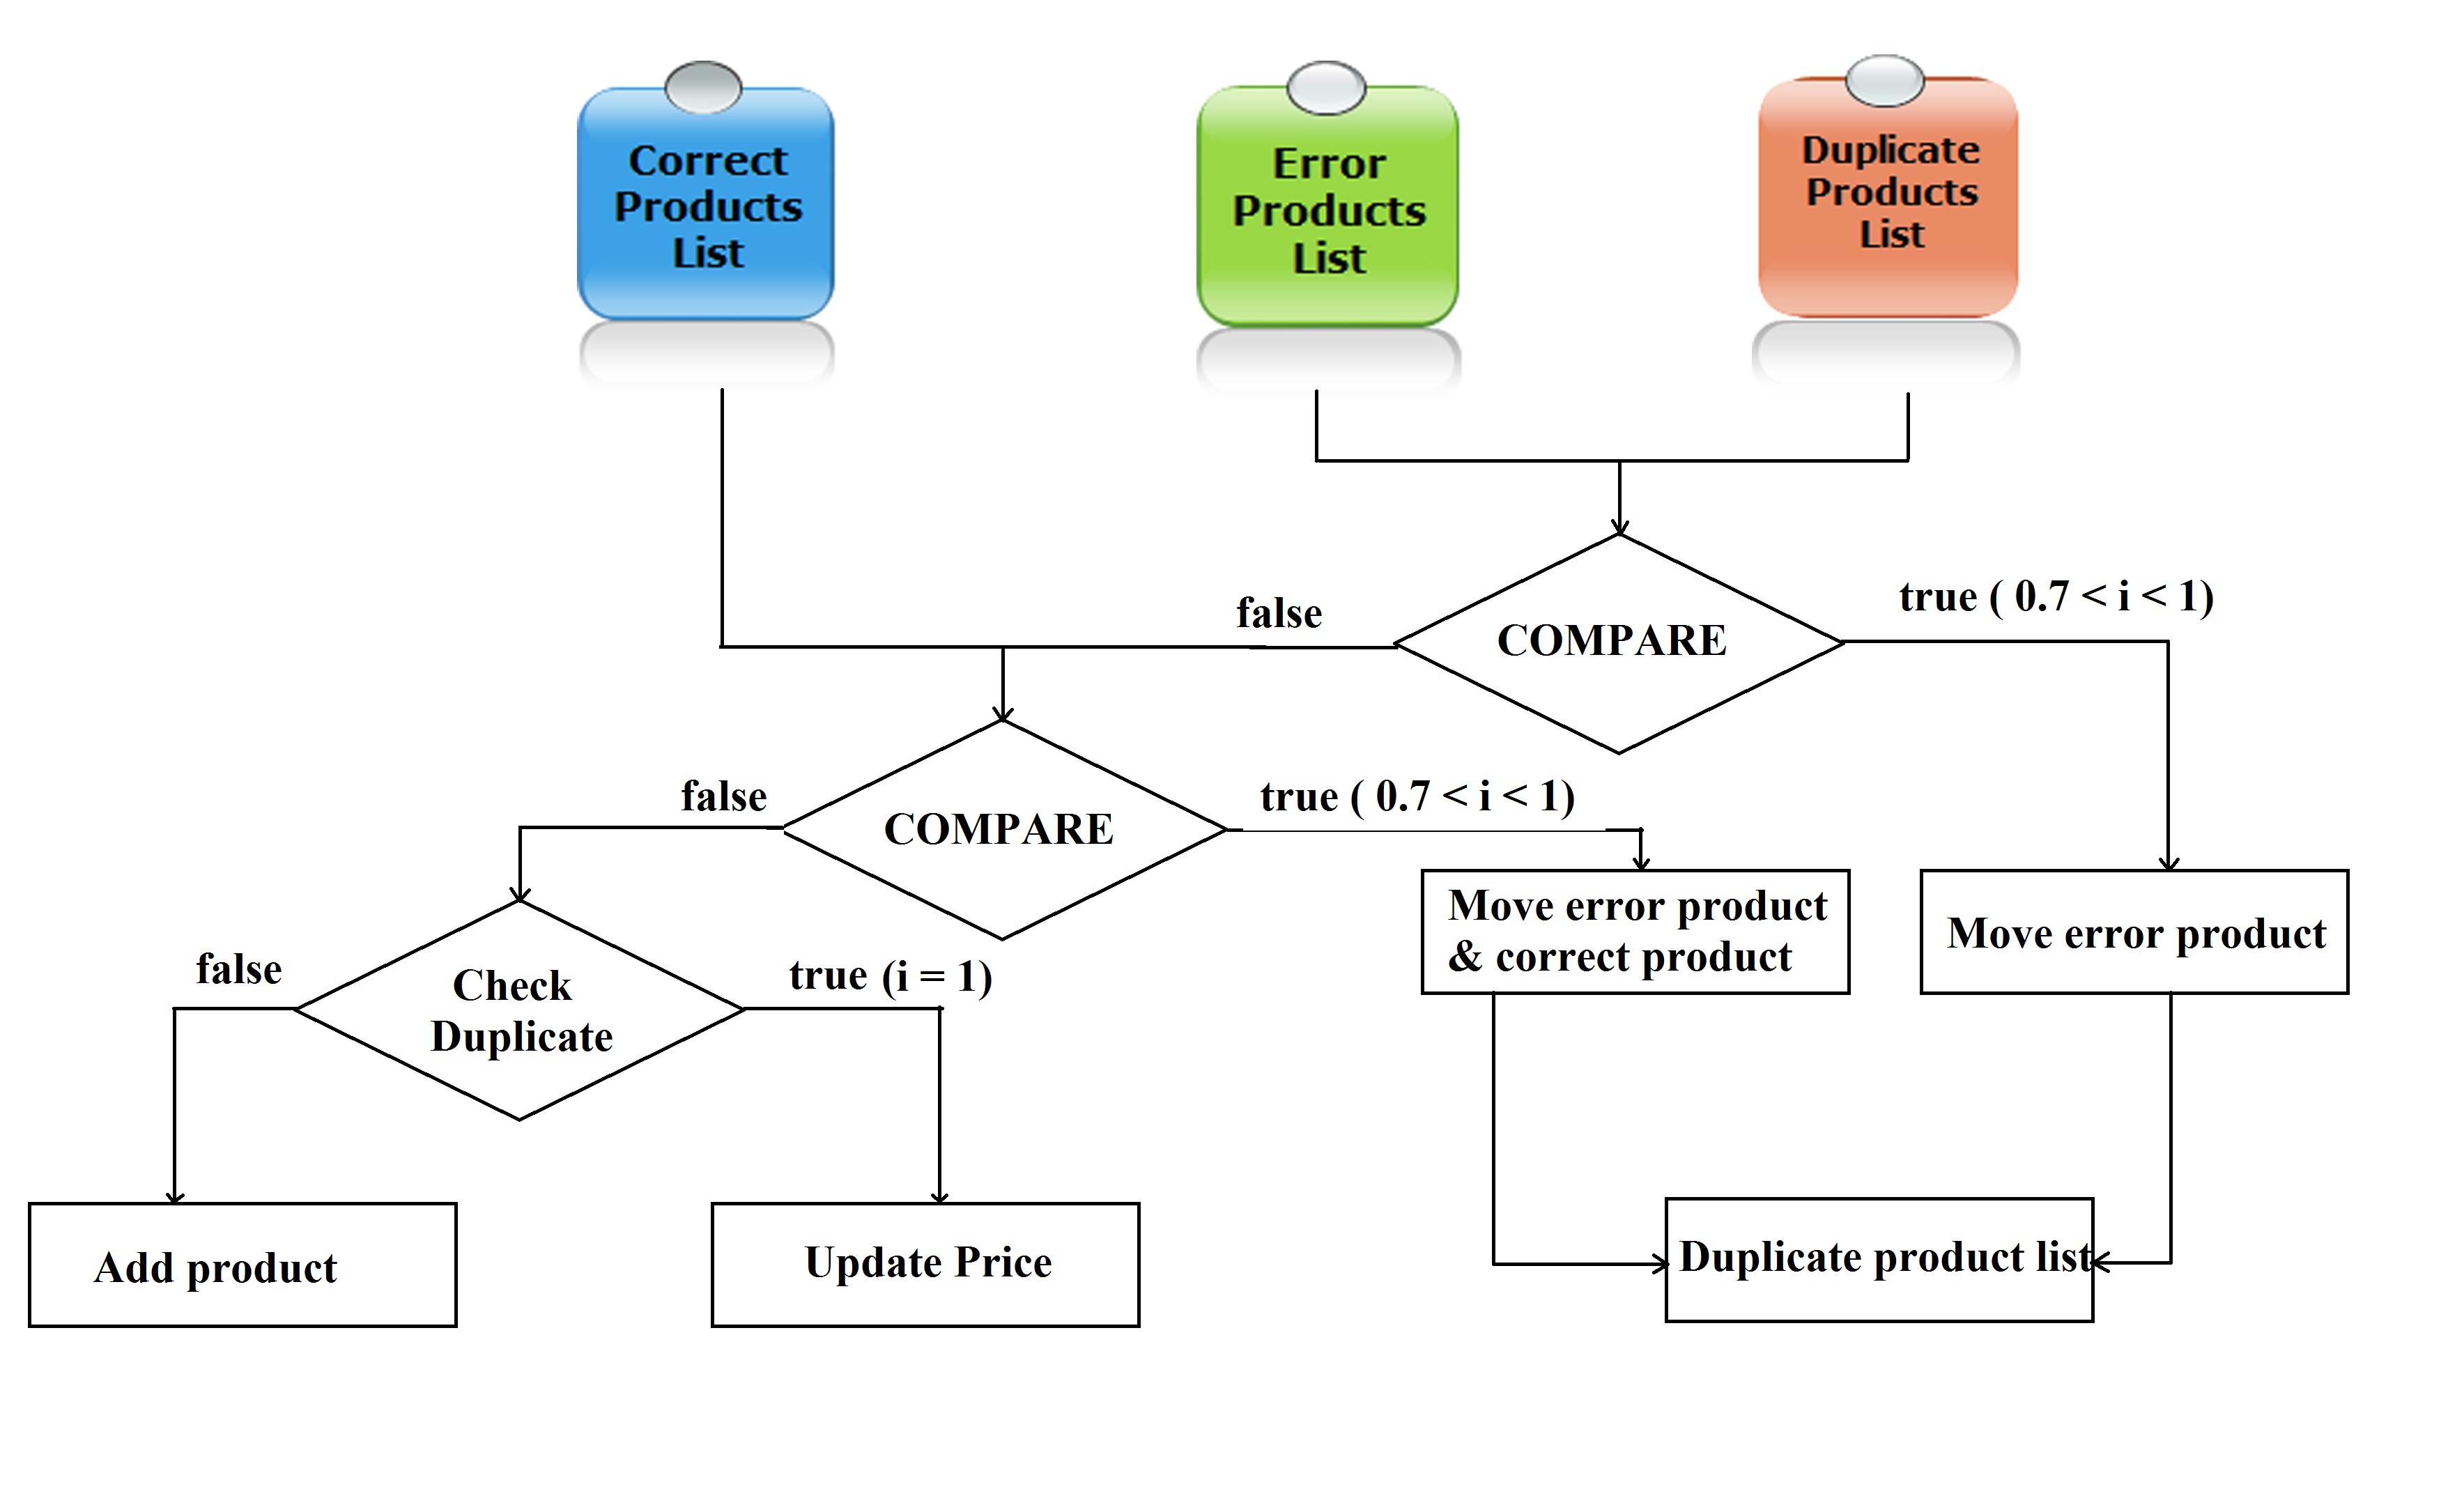 Correct
Products
List
Error
Products
List
Duplicate
Products
List
false
COMPARE
true ( 0.7 < i < 1)
false
COMPARE
true ( 0.7 < i < 1)
Move error product
& correct product
Move error product
false
Check
Duplicate
true (i = 1)
Add product
Update Price
Duplicate product list